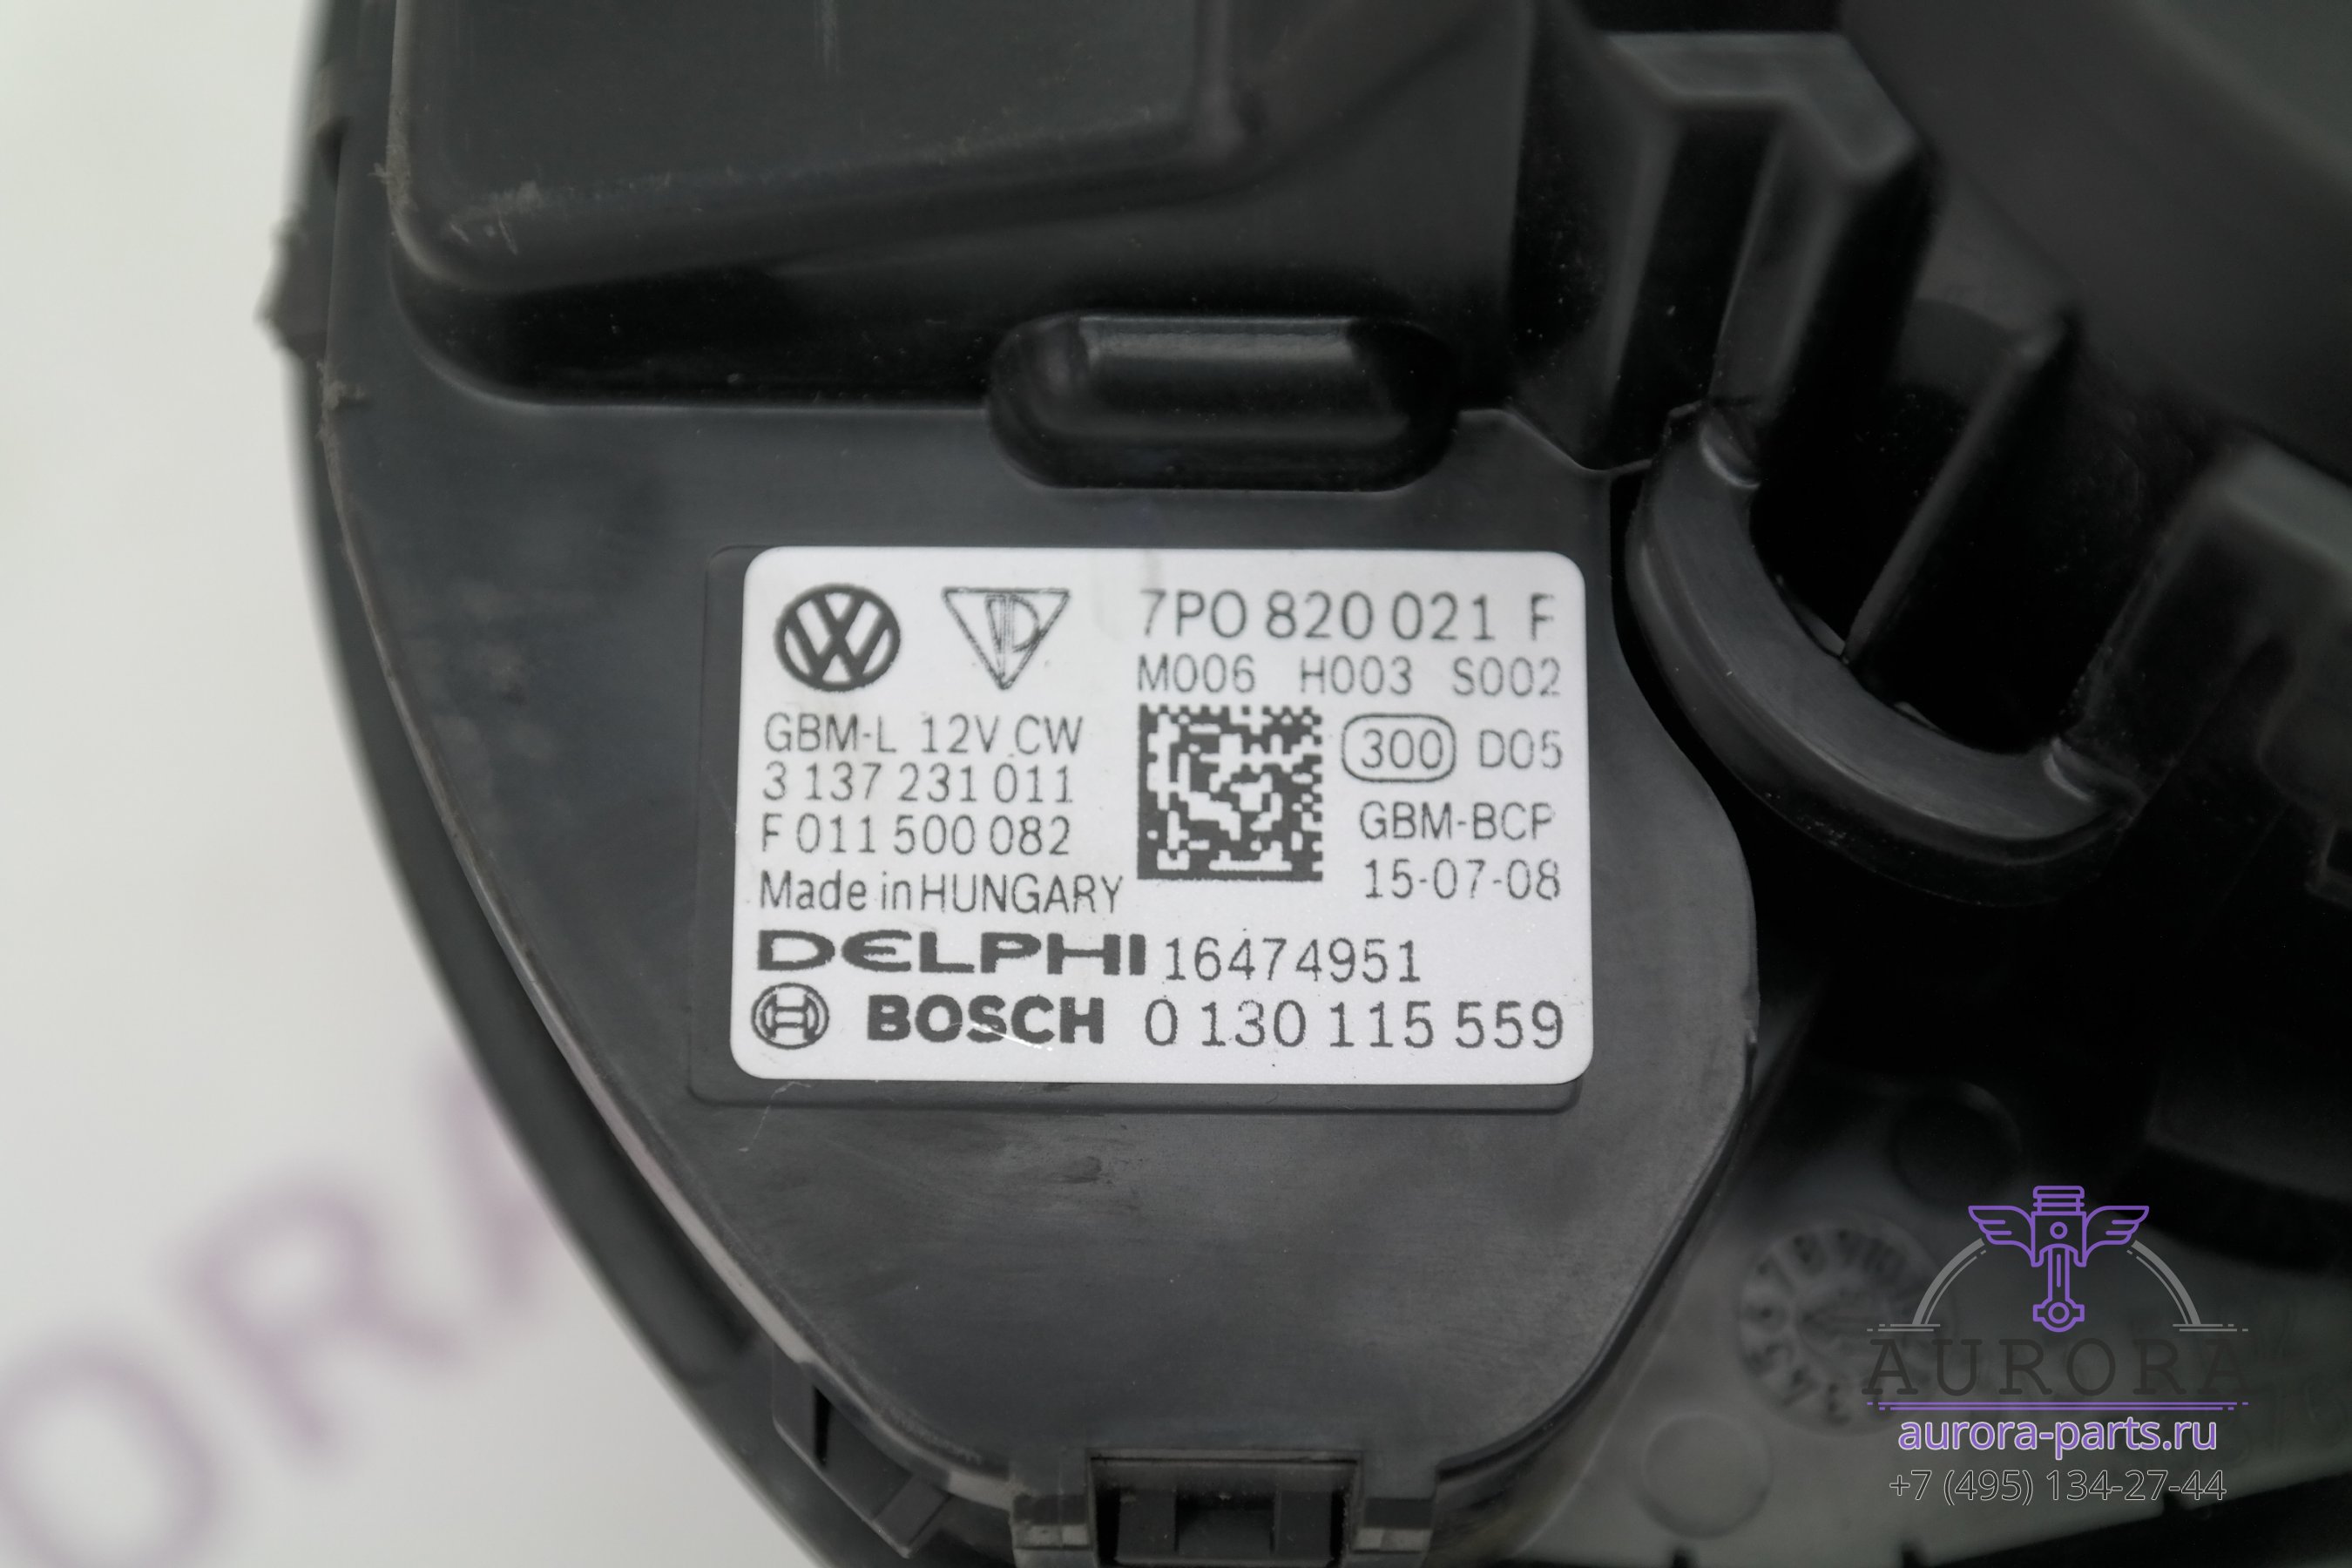 7P0 820 021 F
M006 H003 S002
GBM-L 12V CW
3 137 231 011
F 011 500 082
Made in HUNGARY
300 D05
GBM-BCP
15-07-08
DELPHI 16474951
BOSCH 0 130 115 559
AURORA
aurora-parts.ru
+7 (495) 134-27-44
ORA